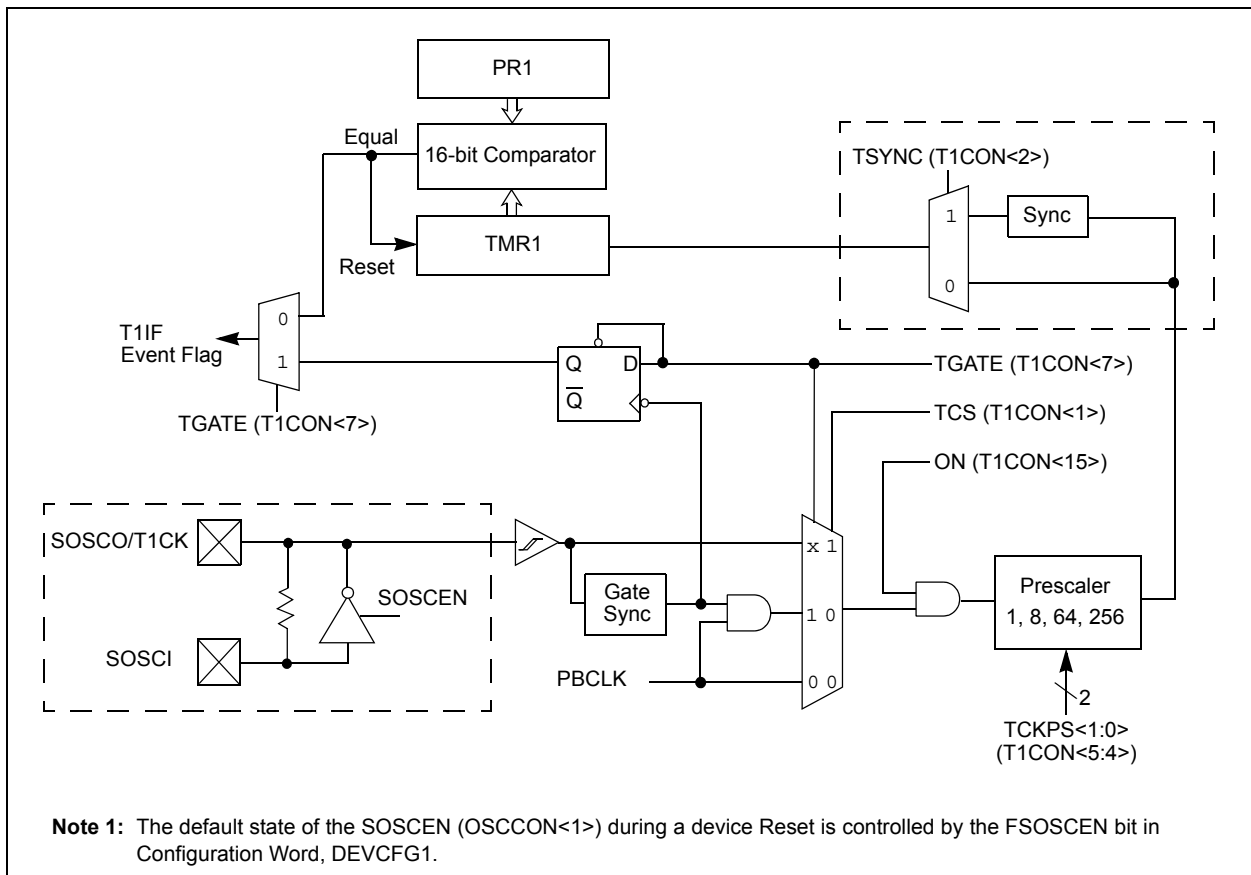 PR1
Equal
16-bit Comparator
TSYNC (T1CON<2>)
1
Sync
TMR1
Reset
0
0
T1IF
Event Flag
1
Q
D
TGATE (T1CON<7>)
Q̅
TGATE (T1CON<7>)
TCS (T1CON<1>)
ON (T1CON<15>)
SOSCO/T1CK
x 1
SOSCEN
Gate
Sync
1 0
Prescaler
1, 8, 64, 256
SOSCI
PBCLK
0 0
2
TCKPS<1:0>
(T1CON<5:4>)
Note 1: The default state of the SOSCEN (OSCCON<1>) during a device Reset is controlled by the FSOSCEN bit in
Configuration Word, DEVCFG1.